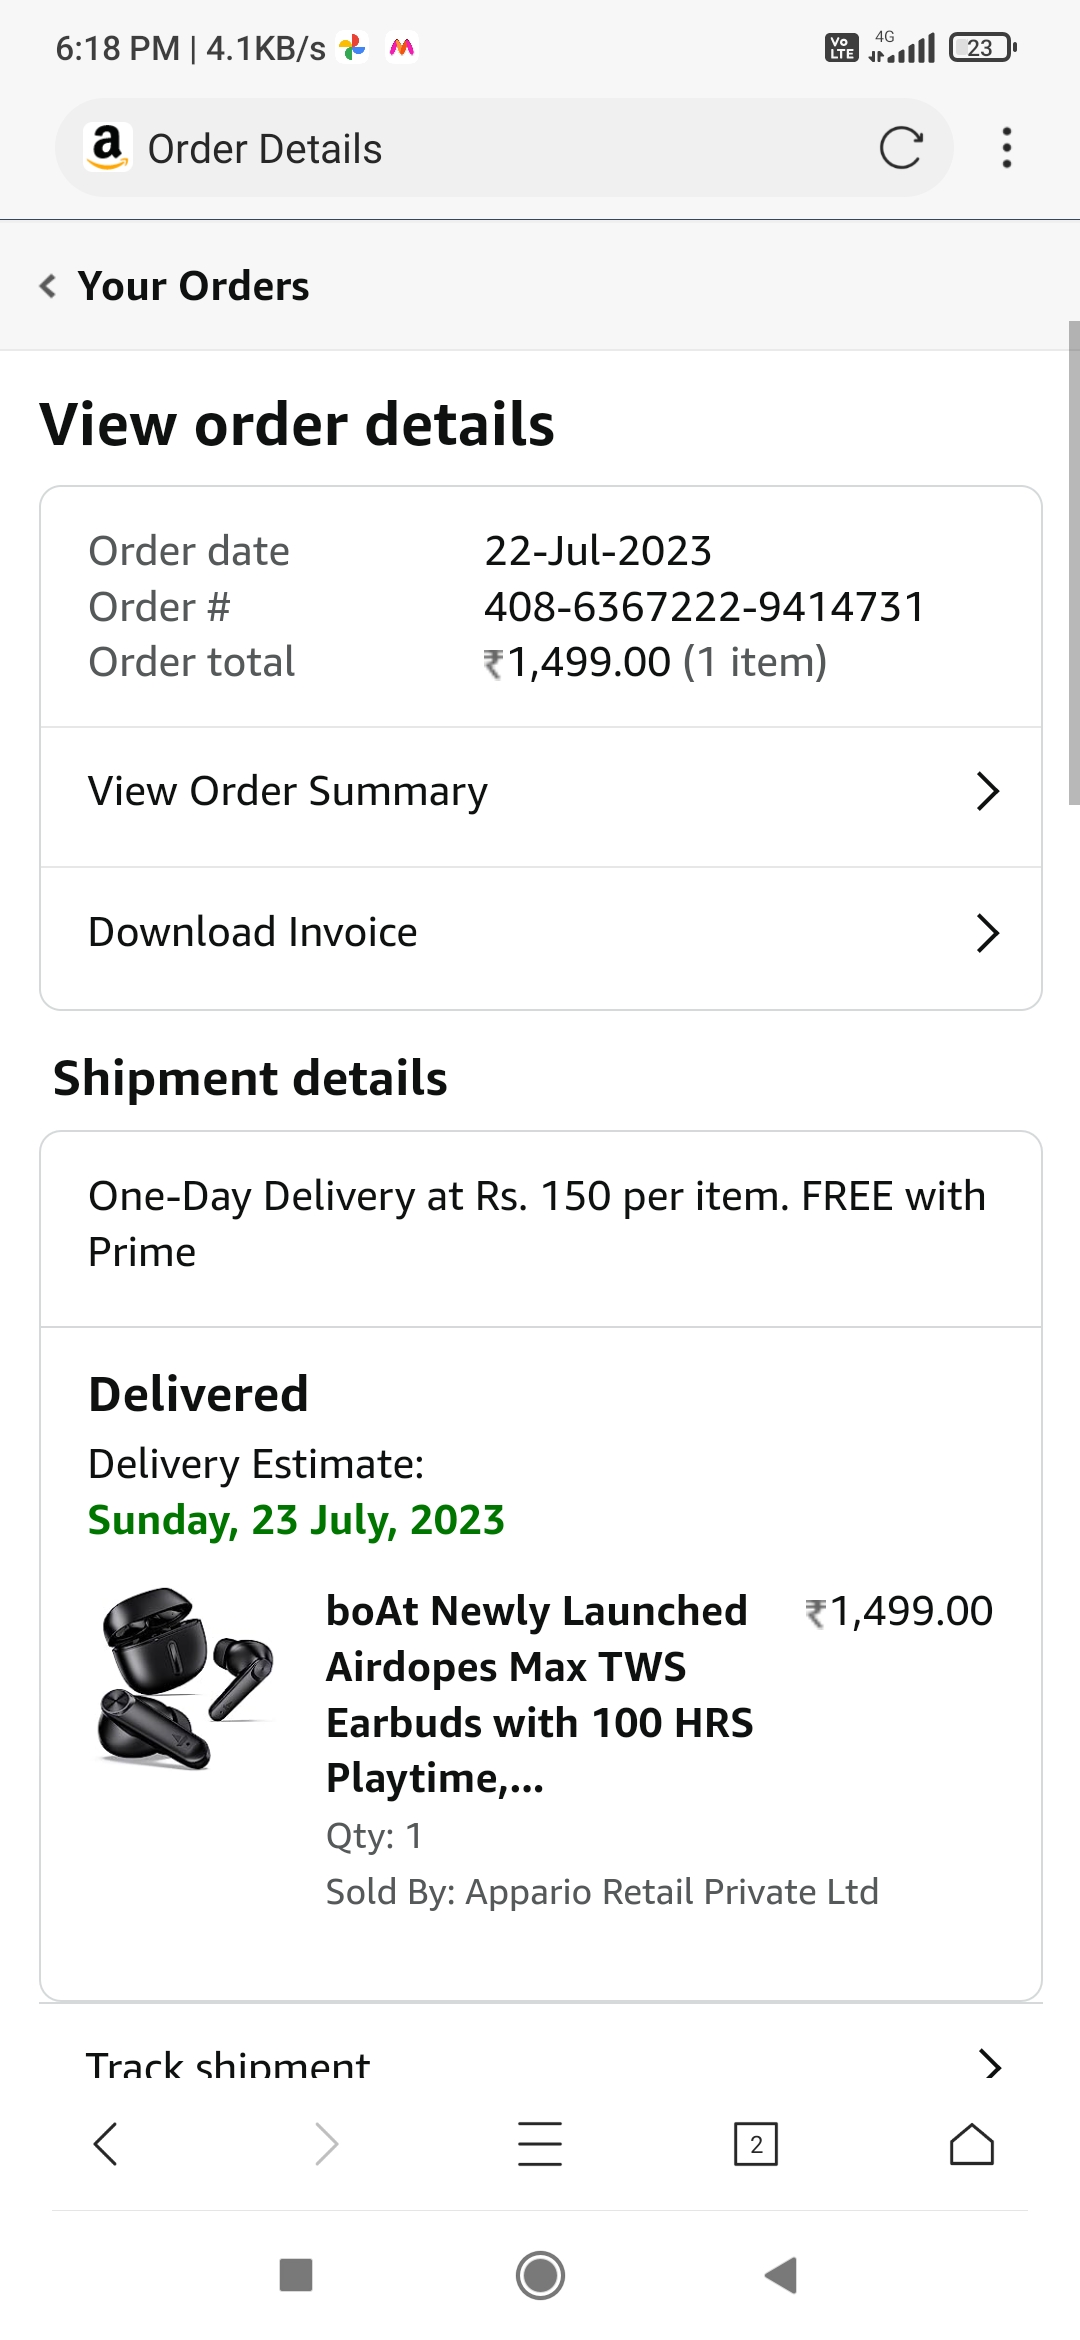 6:18 PM | 4.1KB/s
Vo LTE 4G 23
a Order Details
Your Orders
View order details
Order date 22-Jul-2023
Order # 408-6367222-9414731
Order total ₹1,499.00 (1 item)
View Order Summary
Download Invoice
Shipment details
One-Day Delivery at Rs. 150 per item. FREE with
Prime
Delivered
Delivery Estimate:
Sunday, 23 July, 2023
boAt Newly Launched ₹1,499.00
Airdopes Max TWS
Earbuds with 100 HRS
Playtime,...
Qty: 1
Sold By: Appario Retail Private Ltd
Track shipment
2